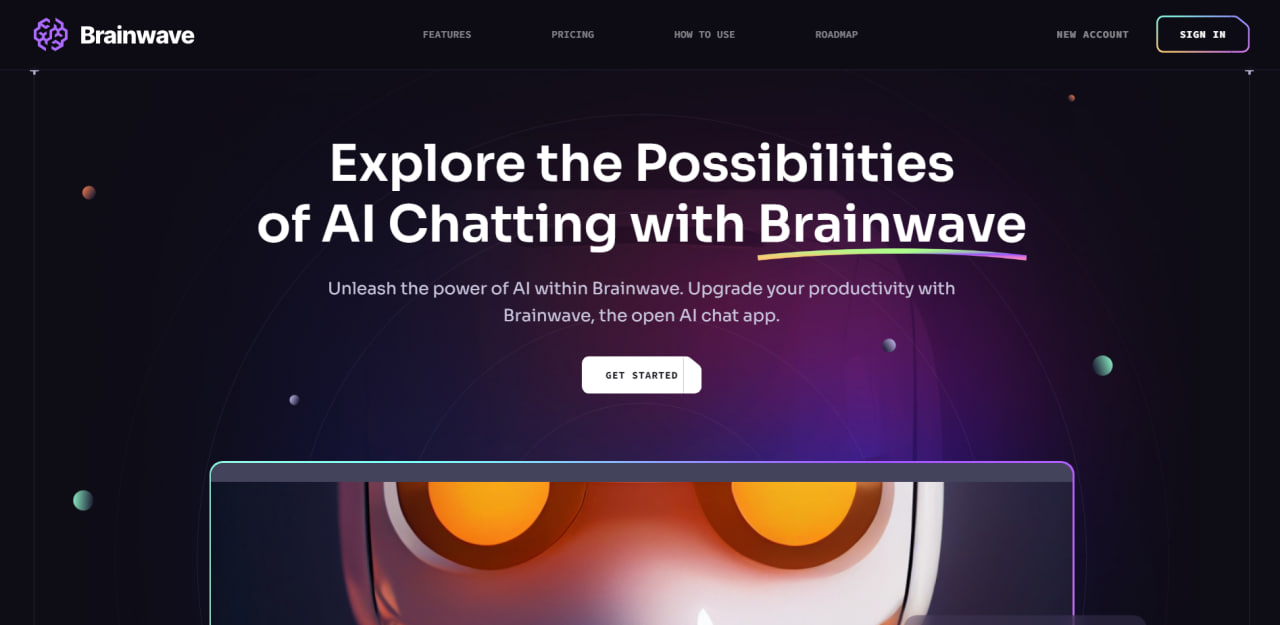 Brainwave
FEATURES
PRICING
HOW TO USE
ROADMAP
NEW ACCOUNT
SIGN IN
Explore the Possibilities
of AI Chatting with Brainwave
Unleash the power of AI within Brainwave. Upgrade your productivity with
Brainwave, the open AI chat app.
GET STARTED